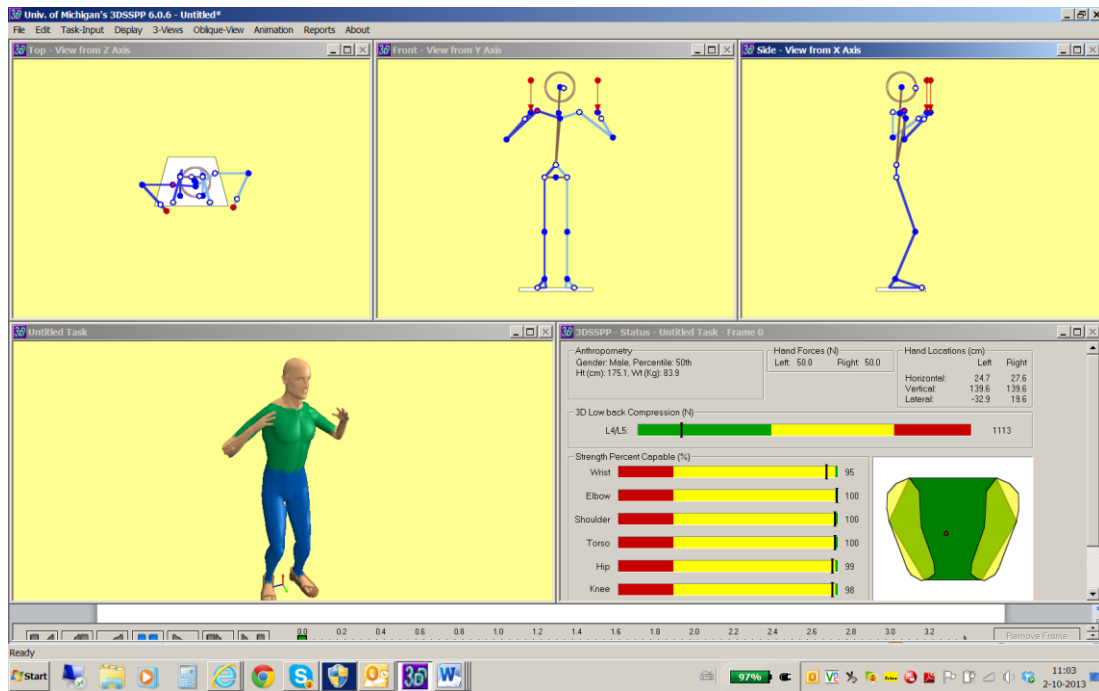 Univ. of Michigan's 3DSSPP 6.0.6 - Untitled*
File Edit Task-Input Display 3-Views Oblique-View Animation Reports About
Top - View from Z Axis
Front - View from Y Axis
Side - View from X Axis
Untitled Task
3DSSPP - Status - Untitled Task - Frame 0
Anthropometry
Gender: Male, Percentile: 50th
Ht (cm): 175.1, Wt (Kg): 83.9
Hand Forces (N)
Left: 50.0 Right: 50.0
Hand Locations (cm)
Left Right
Horizontal: 24.7 27.6
Vertical: 139.6 139.6
Lateral: -32.9 19.6
3D Low back Compression (N)
L4/L5: 1113
Strength Percent Capable (%)
Wrist 95
Elbow 100
Shoulder 100
Torso 100
Hip 99
Knee 98
0.0 0.2 0.4 0.6 0.8 1.0 1.2 1.4 1.6 1.8 2.0 2.2 2.4 2.6 2.8 3.0 3.2
Remove Frame
Ready
Start
97%
11:03
2-10-2013